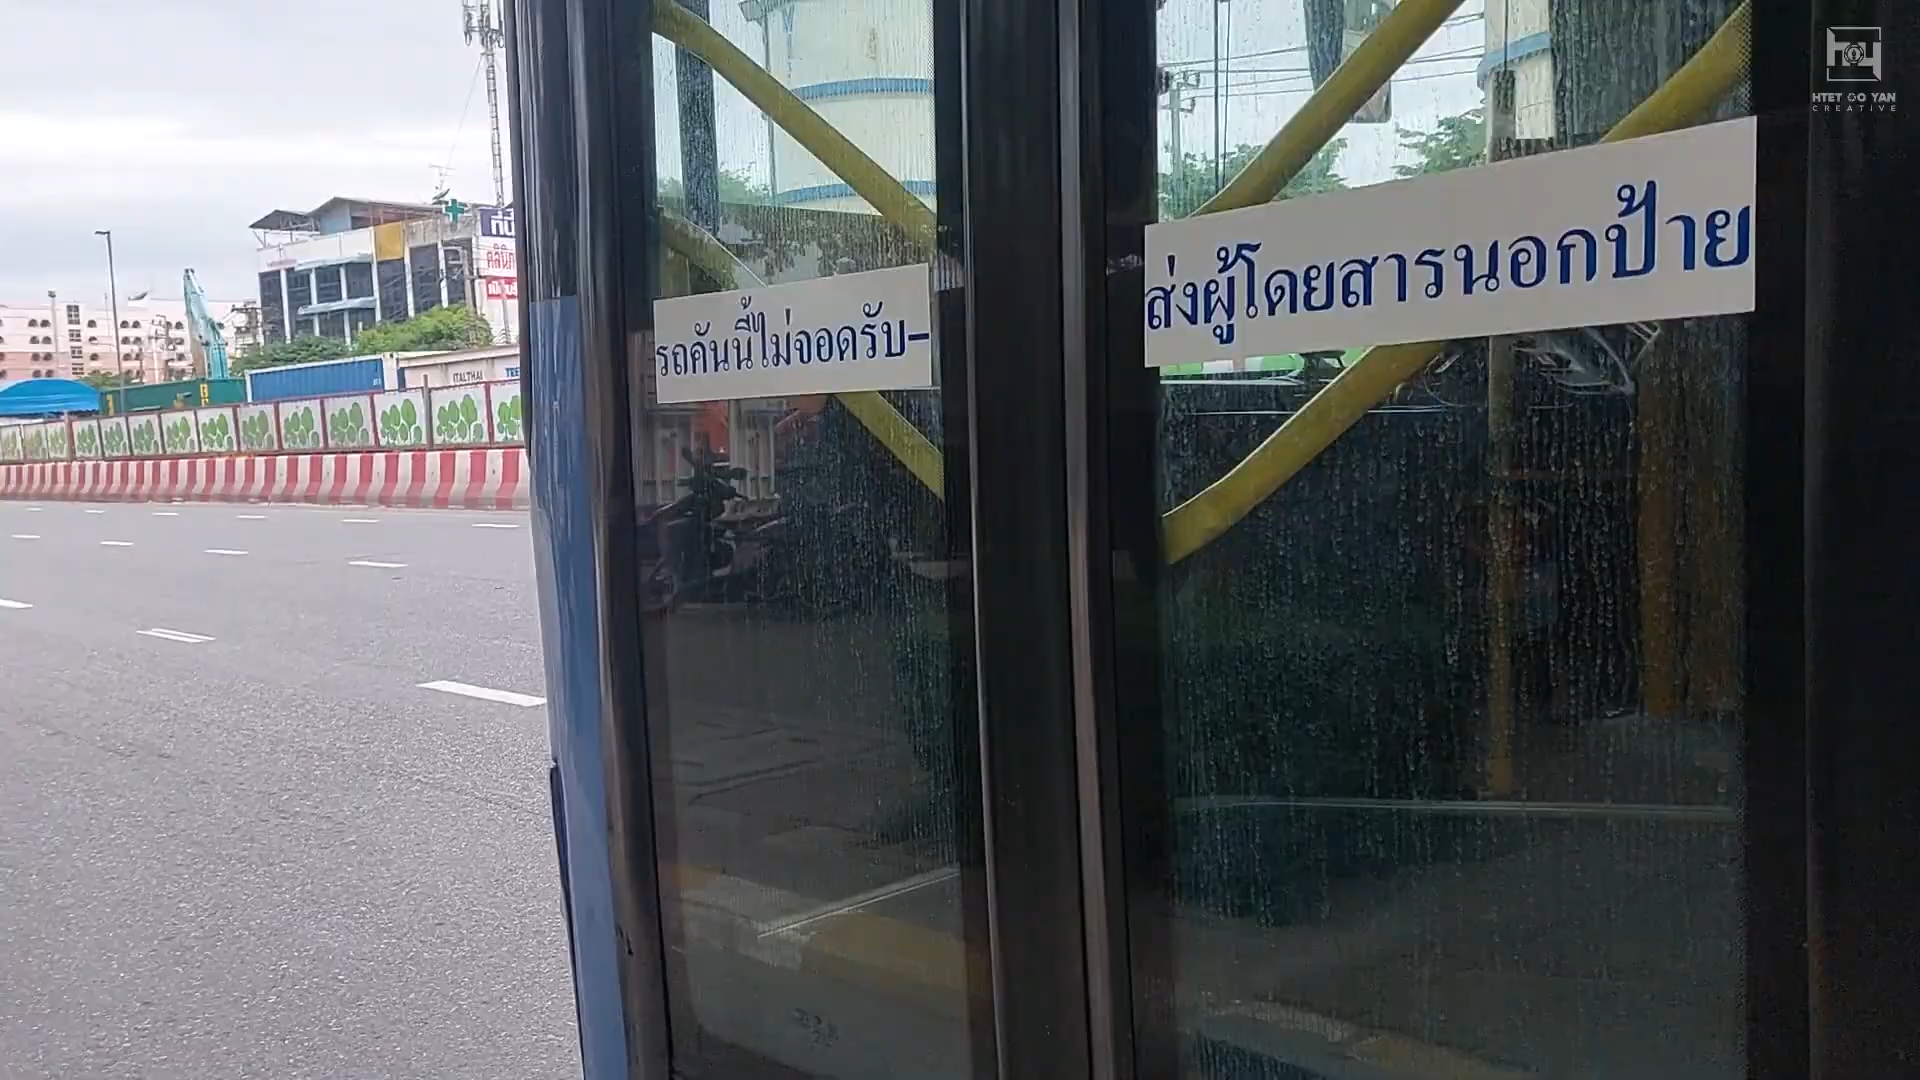 รถคันนี้ไม่จอดรับ-
ส่งผู้โดยสารนอกป้าย
ITALTHAI
HTET OO YAN
CREATIVE